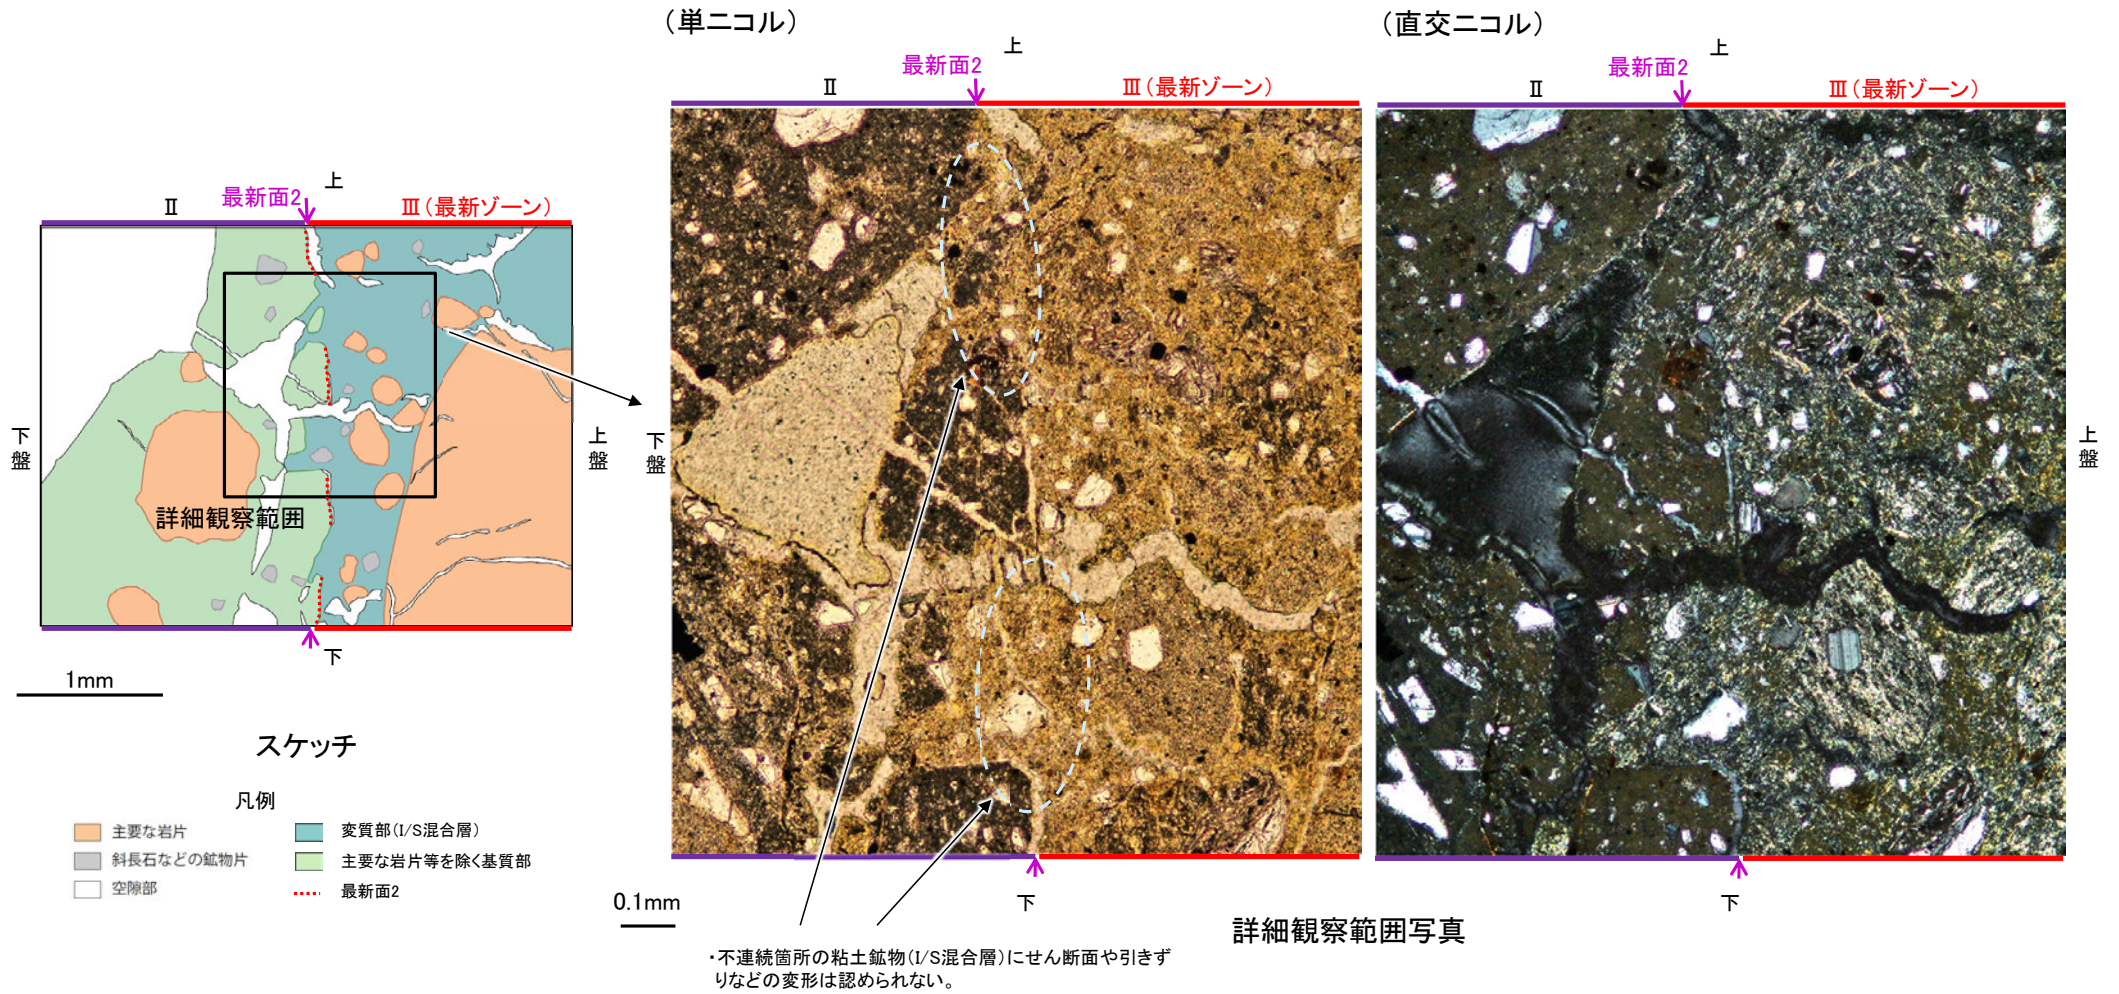 (単ニコル)
(直交ニコル)
上
最新面2
Ⅱ
Ⅲ(最新ゾーン)
下盤
上盤
詳細観察範囲
下
1mm
スケッチ
凡例
主要な岩片
斜長石などの鉱物片
空隙部
変質部(I/S混合層)
主要な岩片等を除く基質部
最新面2
上
最新面2
Ⅱ
Ⅲ(最新ゾーン)
下盤
下
0.1mm
・不連続箇所の粘土鉱物(I/S混合層)にせん断面や引きず
りなどの変形は認められない。
上
最新面2
Ⅱ
Ⅲ(最新ゾーン)
上盤
下
詳細観察範囲写真